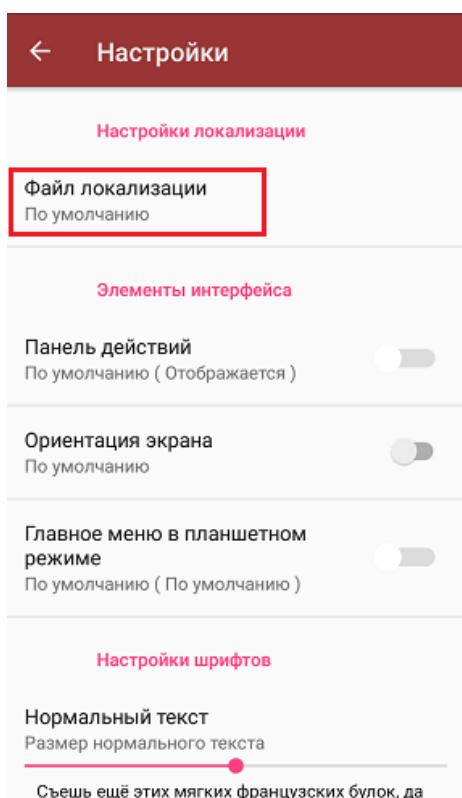 Настройки
Настройки локализации
Файл локализации
По умолчанию
Элементы интерфейса
Панель действий
По умолчанию ( Отображается )
Ориентация экрана
По умолчанию
Главное меню в планшетном
режиме
По умолчанию ( По умолчанию )
Настройки шрифтов
Нормальный текст
Размер нормального текста
Съешь ещё этих мягких французских булок, да